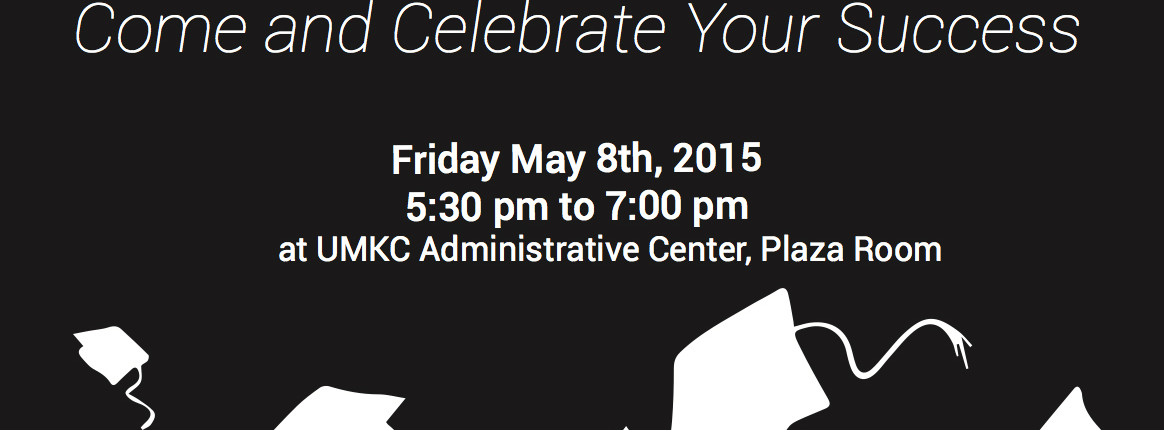 Come and Celebrate Your Success
Friday May 8th, 2015
5:30 pm to 7:00 pm
at UMKC Administrative Center, Plaza Room